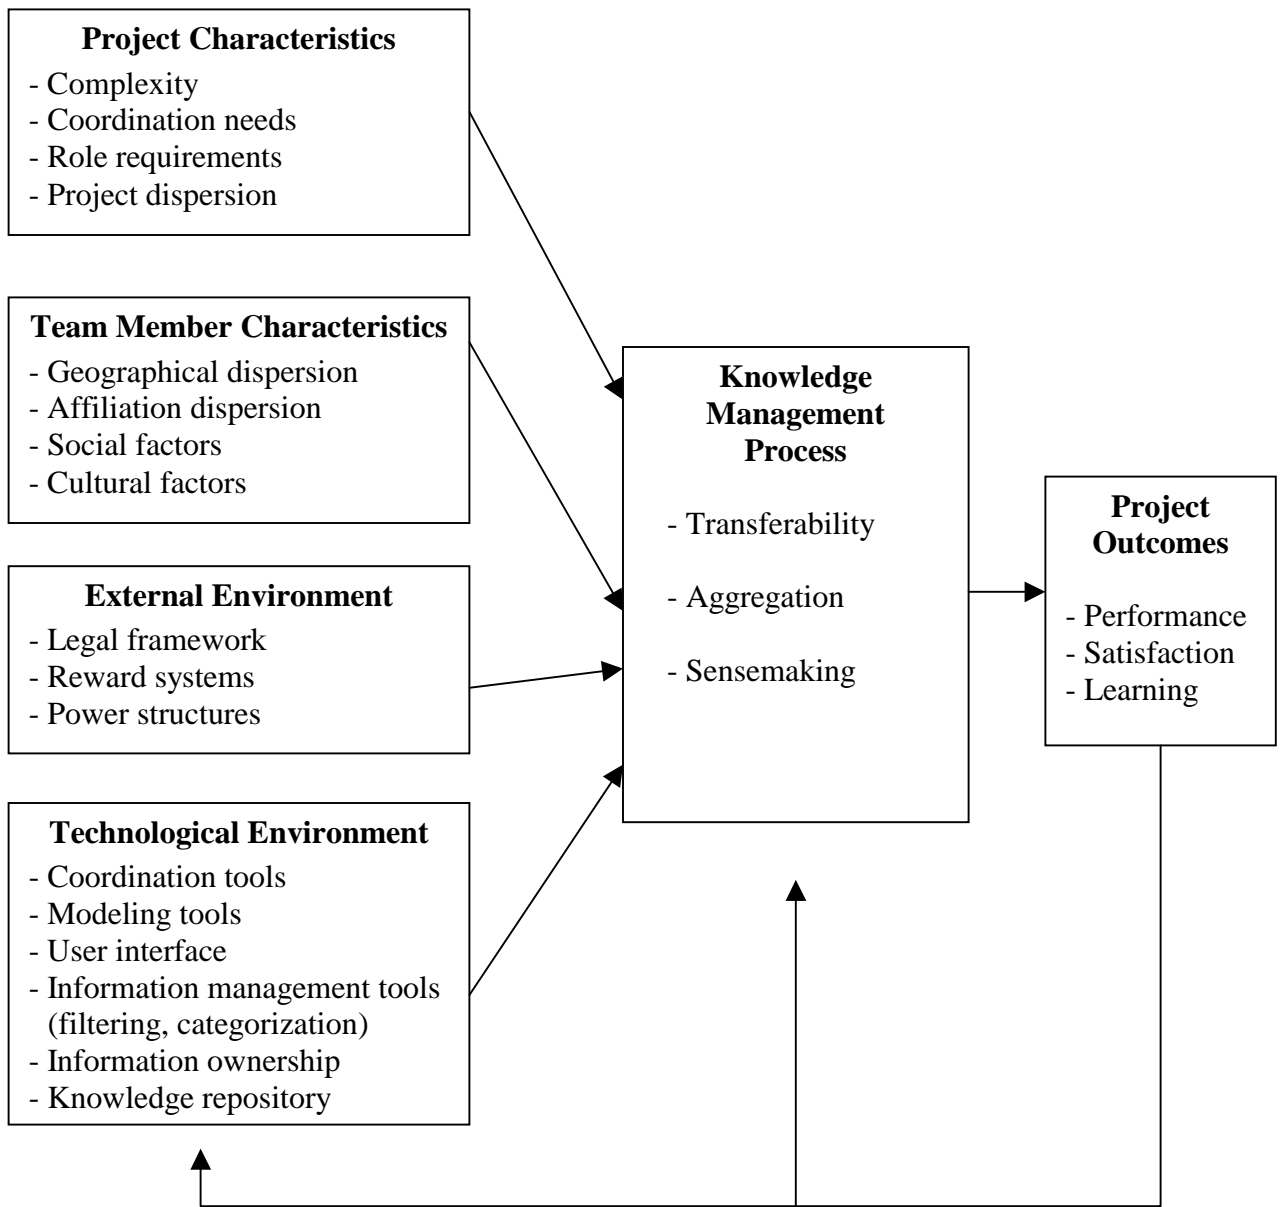 Project Characteristics
- Complexity
- Coordination needs
- Role requirements
- Project dispersion
Team Member Characteristics
- Geographical dispersion
- Affiliation dispersion
- Social factors
- Cultural factors
External Environment
- Legal framework
- Reward systems
- Power structures
Technological Environment
- Coordination tools
- Modeling tools
- User interface
- Information management tools
(filtering, categorization)
- Information ownership
- Knowledge repository
Knowledge
Management
Process
- Transferability
- Aggregation
- Sensemaking
Project
Outcomes
- Performance
- Satisfaction
- Learning